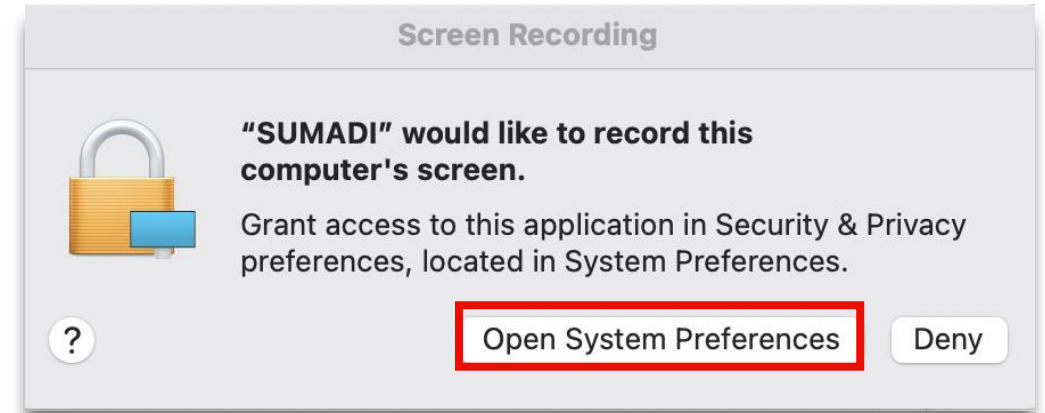 Screen Recording
“SUMADI” would like to record this
computer's screen.
Grant access to this application in Security & Privacy
preferences, located in System Preferences.
? Open System Preferences Deny